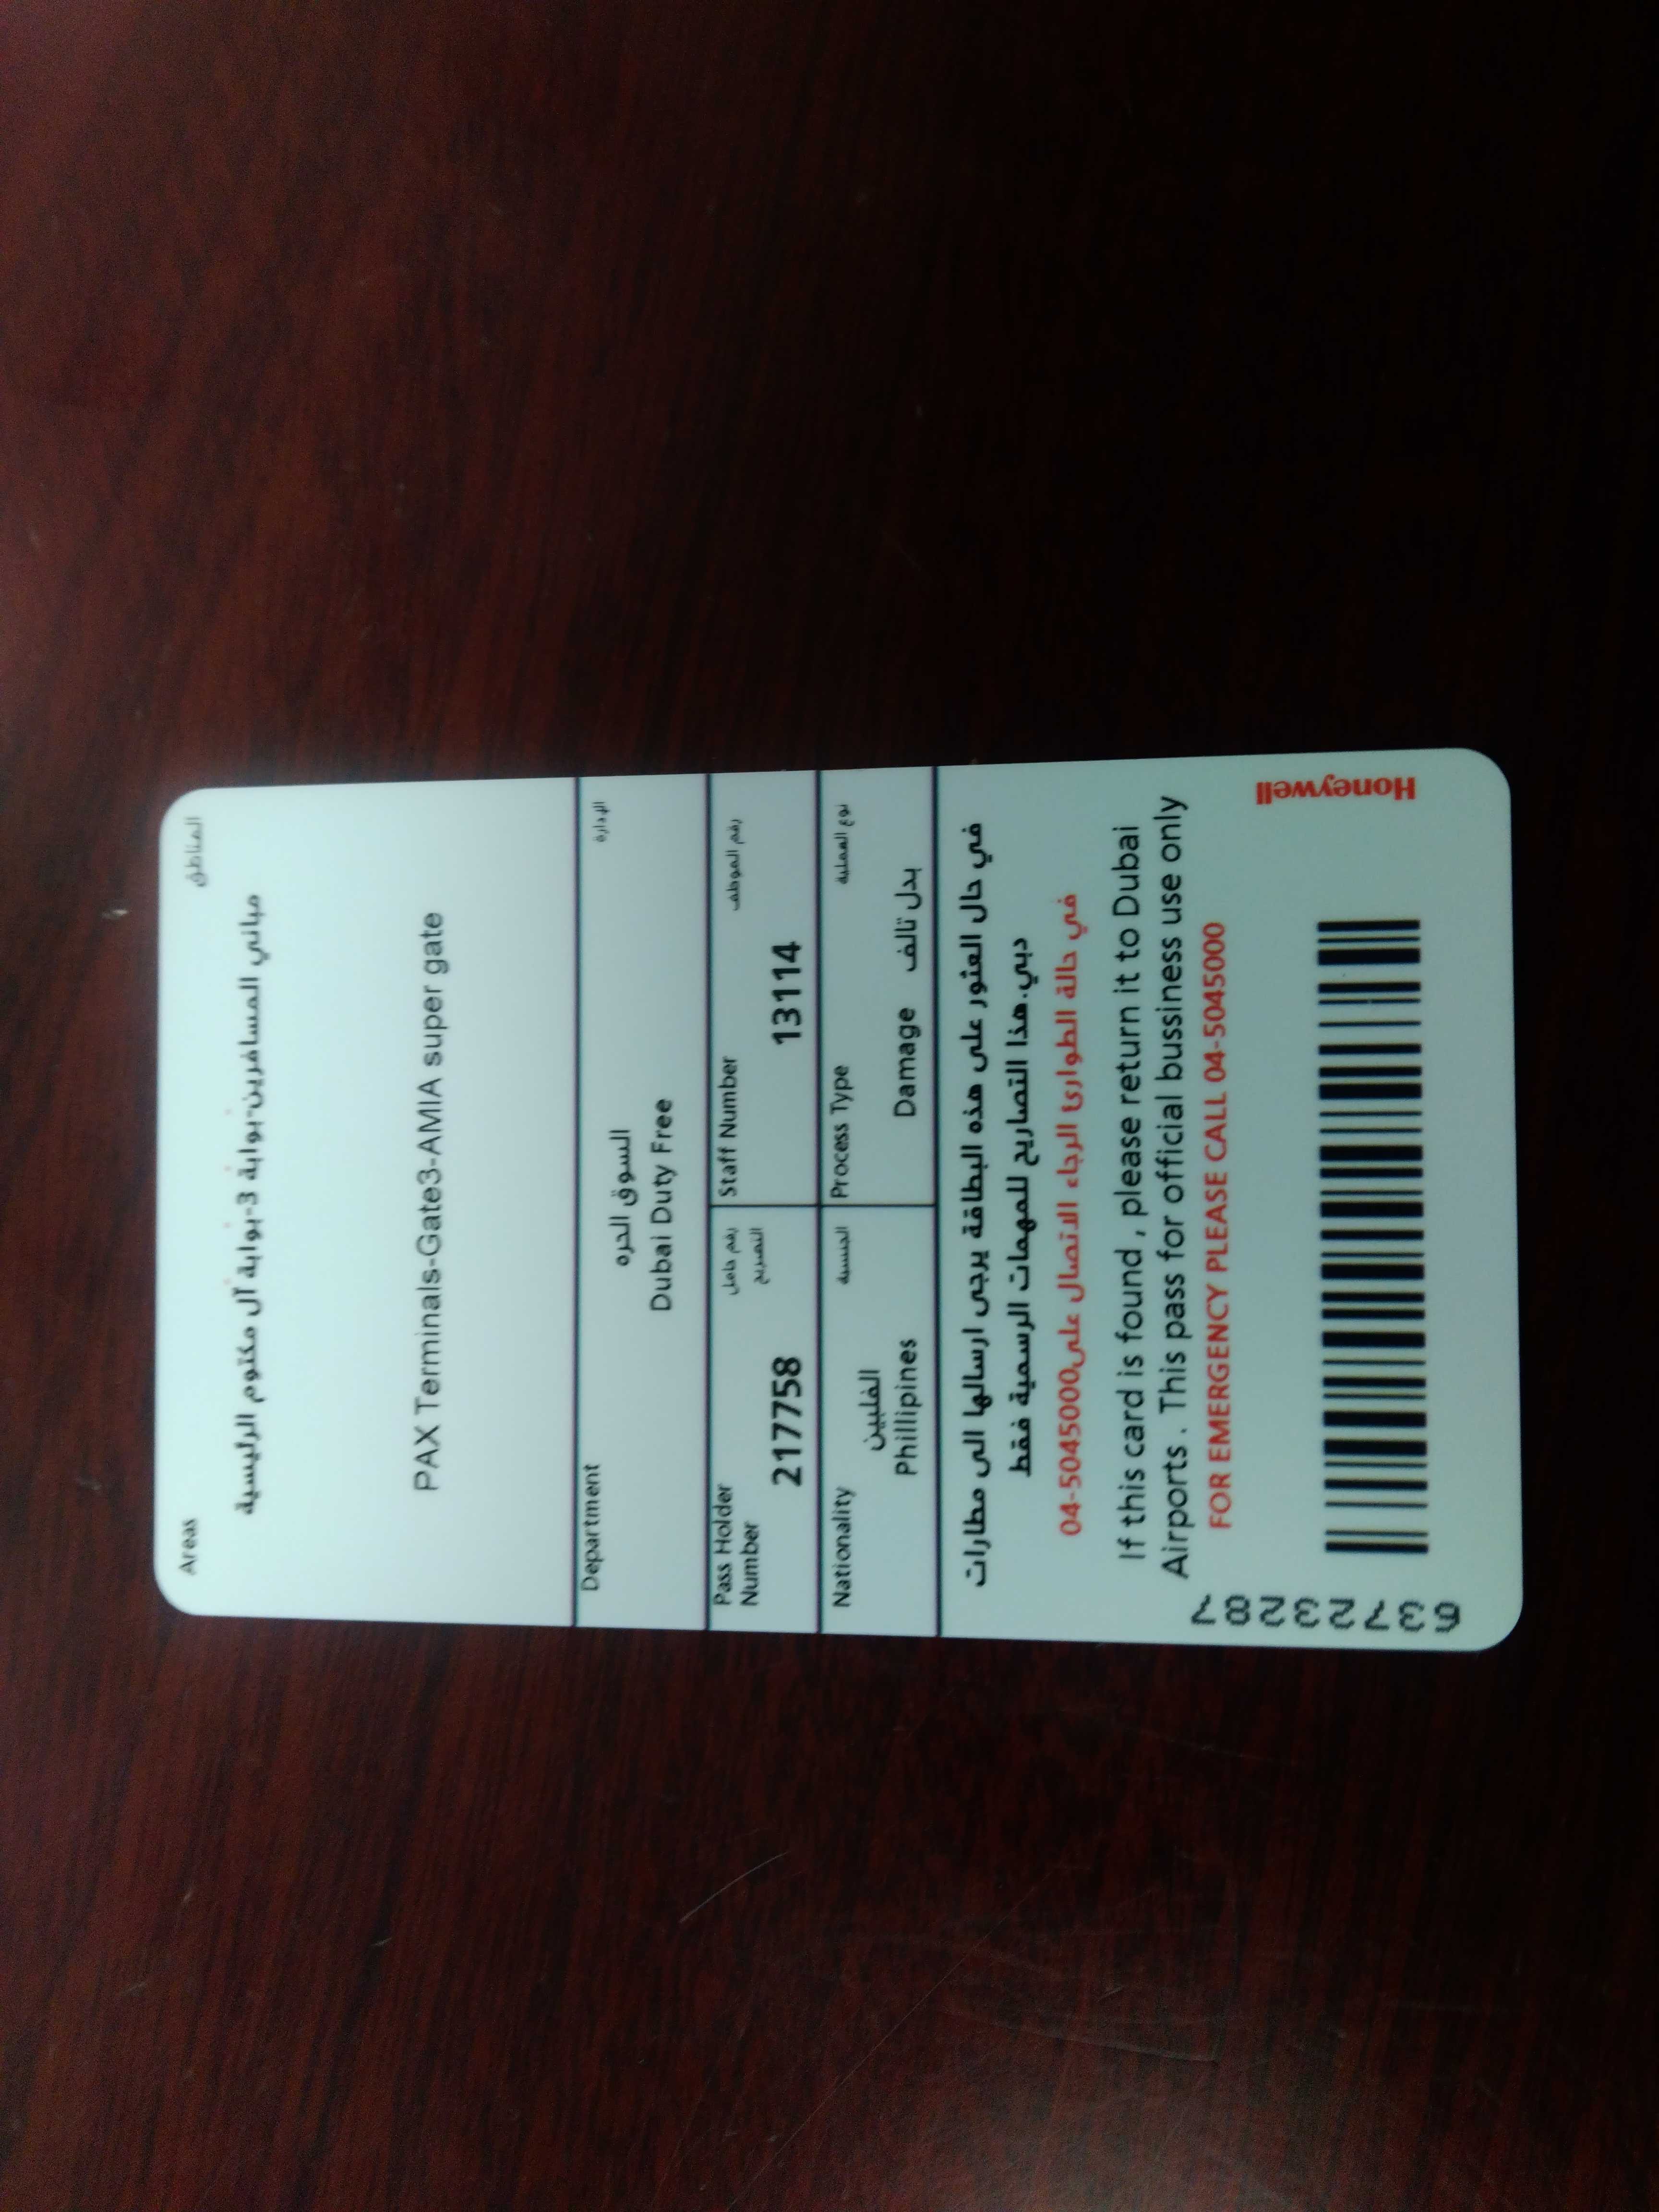 Areas المناطق
مباني المسافرين-بوابة 3-بوابة آل مكتوم الرئيسية
PAX Terminals-Gate3-AMIA super gate
Department الإدارة
السوق الحره
Dubai Duty Free
Pass Holder Number رقم حامل التصريح
217758
Staff Number رقم الموظف
13114
Nationality الجنسية
الفلبين
Phillipines
Process Type نوع العملية
Damage بدل تالف
في حال العثور على هذه البطاقة يرجى ارسالها الى مطارات
دبي.هذا التصاريح للمهمات الرسمية فقط
في حالة الطوارئ الرجاء الاتصال على04-5045000
If this card is found , please return it to Dubai
Airports . This pass for official bussiness use only
FOR EMERGENCY PLEASE CALL 04-5045000
Honeywell